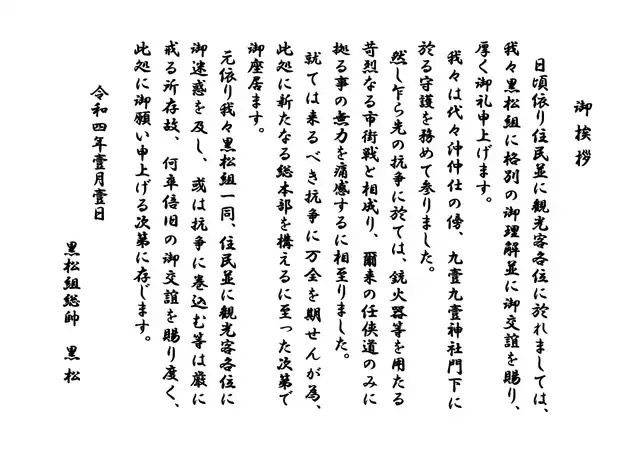 御挨拶
日頃依り住民並に観光客各位に於れましては、
我々黒松組に格別の御理解並に御交誼を賜り、
厚く御礼申上げます。
我々は代々沖仲仕の傍、九壹九壹神社門下に
於る守護を務めて参りました。
然し乍ら先の抗争に於ては、銃火器等を用たる
苛烈なる市街戦と相成り、爾来の任侠道のみに
拠る事の無力を痛感するに相至りました。
就ては来るべき抗争に万全を期せんが為、
此処に新たなる総本部を構えるに至った次第で
御座居ます。
元依り我々黒松組一同、住民並に観光客各位に
御迷惑を及し、或は抗争に巻込む等は厳に
戒る所存故、何卒倍旧の御交誼を賜り度く、
此処に御願い申上げる次第に存じます。
令和四年壹月壹日
黒松組総帥　黒松